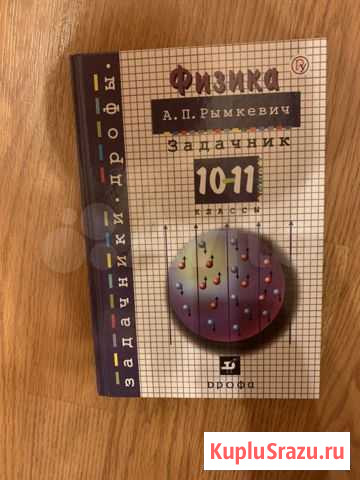 Физика
А.П.Рымкевич
Задачник
10-11
классы
дрофа
задачники·дрофы·
KupluSrazu.ru